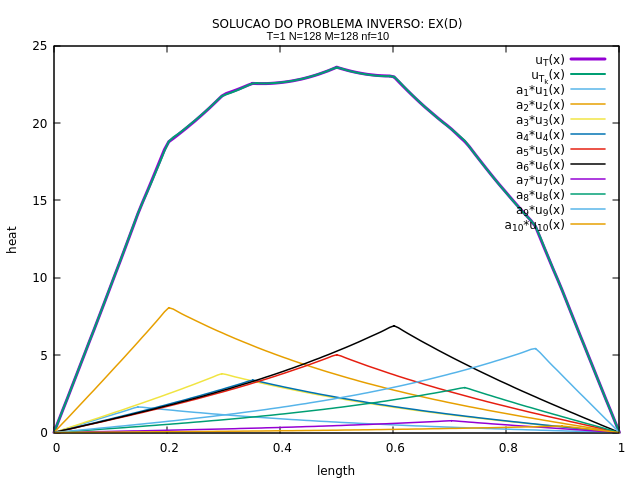 SOLUCAO DO PROBLEMA INVERSO: EX(D)
T=1 N=128 M=128 nf=10
heat
25
20
15
10
5
0
0
0.2
0.4
0.6
0.8
1
length
u_T(x)
u_{T_k}(x)
a_1*u_1(x)
a_2*u_2(x)
a_3*u_3(x)
a_4*u_4(x)
a_5*u_5(x)
a_6*u_6(x)
a_7*u_7(x)
a_8*u_8(x)
a_9*u_9(x)
a_{10}*u_{10}(x)